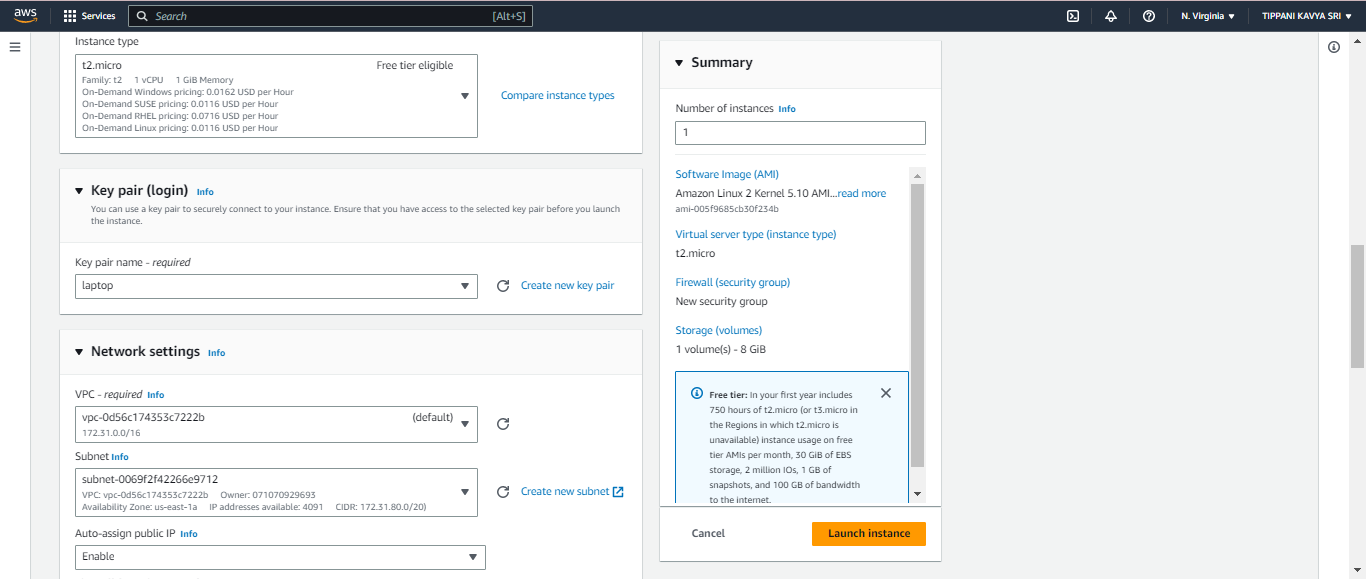 aws
Services
Search
[Alt+S]
N. Virginia
TIPPANI KAVYA SRI
Instance type
t2.micro
Free tier eligible
Family: t2 1 vCPU 1 GiB Memory
On-Demand Windows pricing: 0.0162 USD per Hour
On-Demand SUSE pricing: 0.0116 USD per Hour
On-Demand RHEL pricing: 0.0716 USD per Hour
On-Demand Linux pricing: 0.0116 USD per Hour
Compare instance types
Key pair (login) Info
You can use a key pair to securely connect to your instance. Ensure that you have access to the selected key pair before you launch
the instance.
Key pair name - required
laptop
Create new key pair
Network settings Info
VPC - required Info
vpc-0d56c174353c7222b
(default)
172.31.0.0/16
Subnet Info
subnet-0069f2f42266e9712
VPC: vpc-0d56c174353c7222b Owner: 071070929693
Availability Zone: us-east-1a IP addresses available: 4091 CIDR: 172.31.80.0/20)
Create new subnet
Auto-assign public IP Info
Enable
Summary
Number of instances Info
1
Software Image (AMI)
Amazon Linux 2 Kernel 5.10 AMI...read more
ami-005f9685cb30f234b
Virtual server type (instance type)
t2.micro
Firewall (security group)
New security group
Storage (volumes)
1 volume(s) - 8 GiB
Free tier: In your first year includes
750 hours of t2.micro (or t3.micro in
the Regions in which t2.micro is
unavailable) instance usage on free
tier AMIs per month, 30 GiB of EBS
storage, 2 million IOs, 1 GB of
snapshots, and 100 GB of bandwidth
to the internet.
Cancel
Launch instance